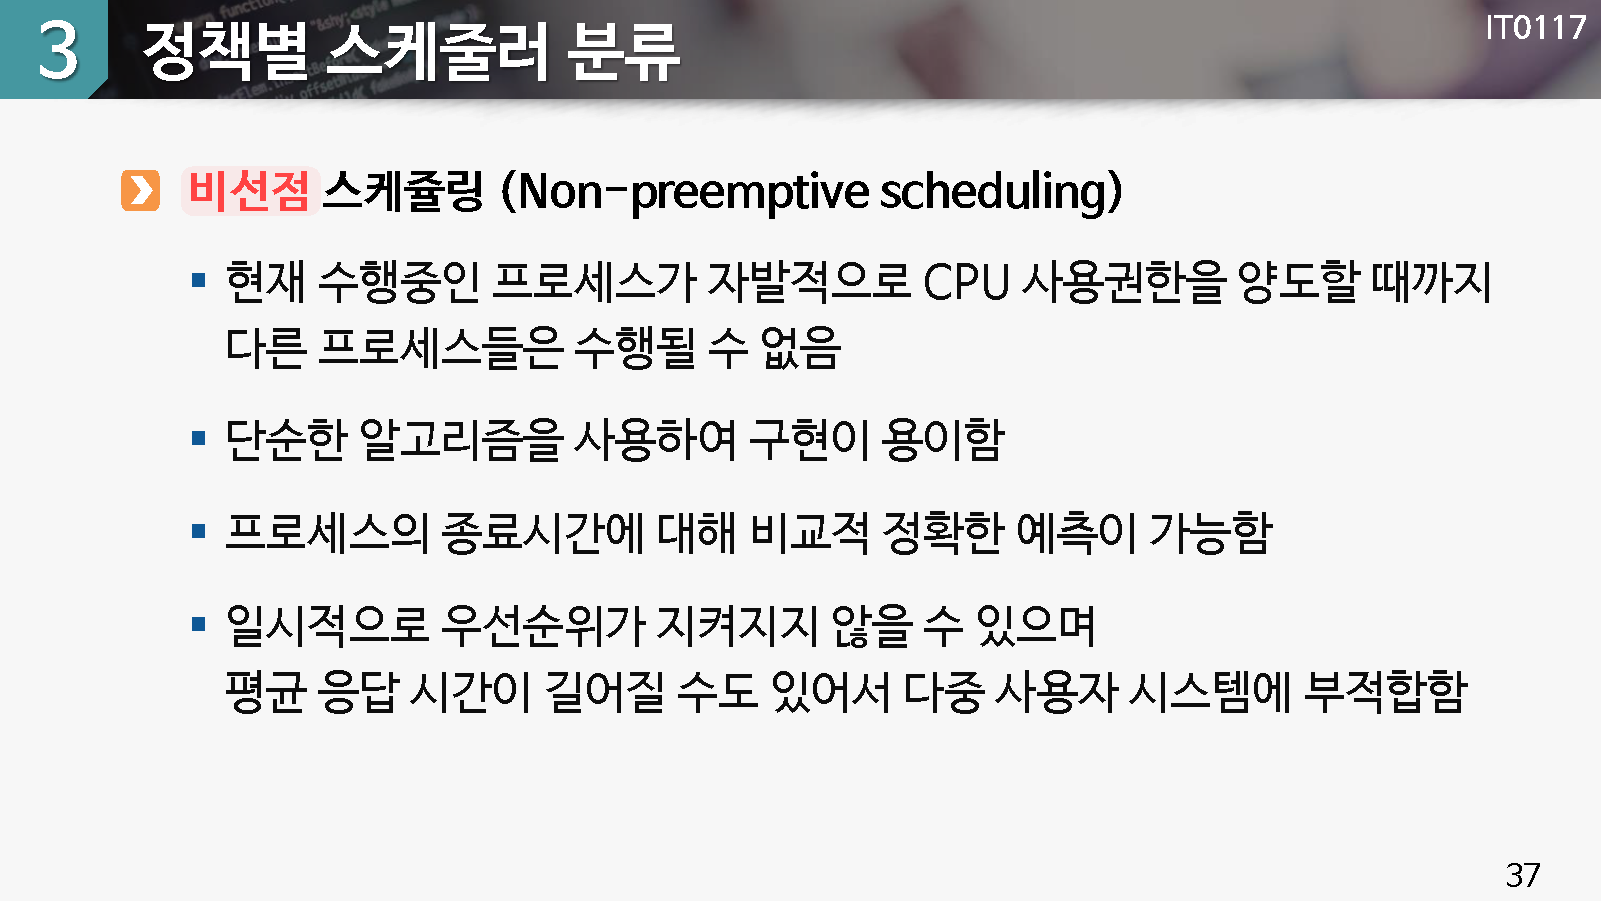 3
정책별 스케줄러 분류
IT0117
비선점 스케쥴링 (Non-preemptive scheduling)
현재 수행중인 프로세스가 자발적으로 CPU 사용권한을 양도할 때까지
다른 프로세스들은 수행될 수 없음
단순한 알고리즘을 사용하여 구현이 용이함
프로세스의 종료시간에 대해 비교적 정확한 예측이 가능함
일시적으로 우선순위가 지켜지지 않을 수 있으며
평균 응답 시간이 길어질 수도 있어서 다중 사용자 시스템에 부적합함
37